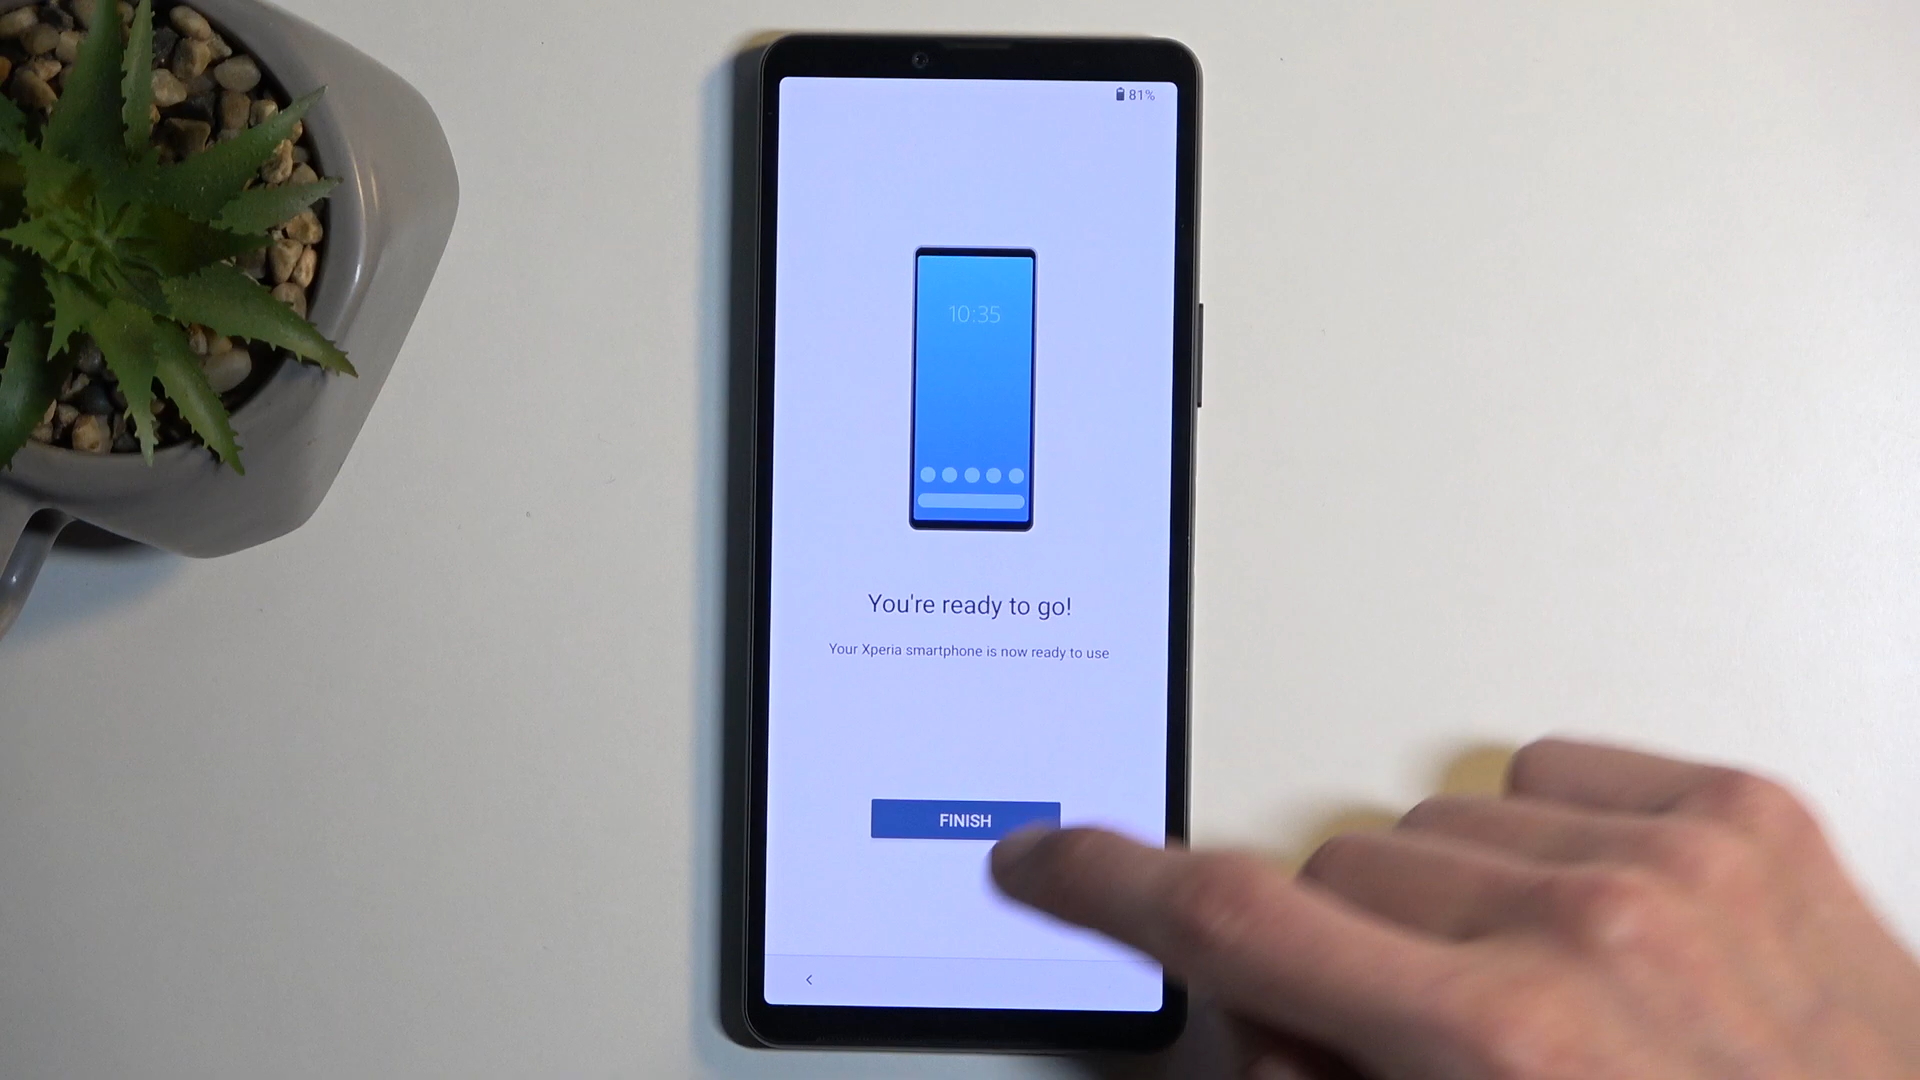 81%
10:35
You're ready to go!
Your Xperia smartphone is now ready to use
FINISH